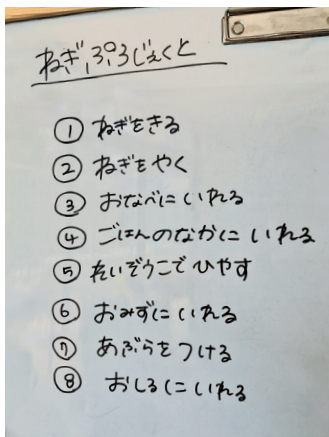 ねぎ,ぷろじぇくと
① ねぎをきる
② ねぎをやく
③ おなべにいれる
④ ごはんのなかにいれる
⑤ れいぞうこでひやす
⑥ おみずにいれる
⑦ あぶらをつける
⑧ おしるにいれる